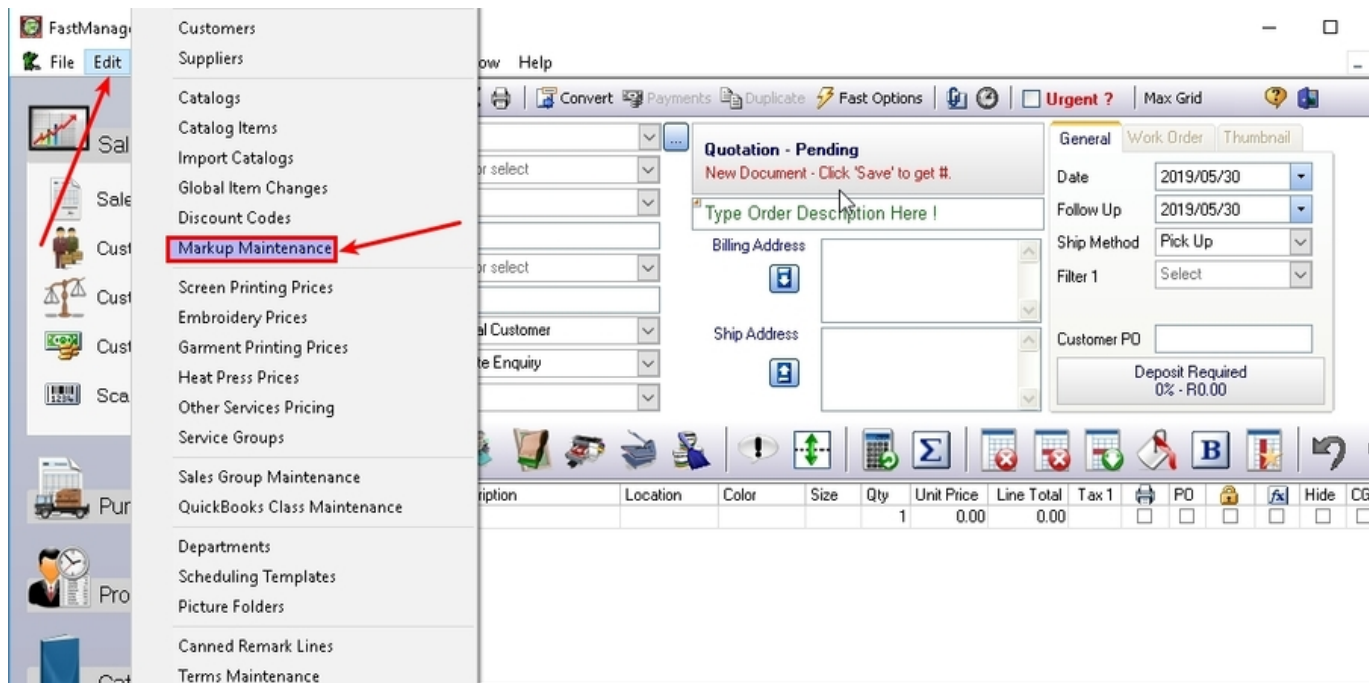 FastManag
File Edit
ow Help
Customers
Suppliers
Catalogs
Catalog Items
Import Catalogs
Global Item Changes
Discount Codes
Markup Maintenance
Screen Printing Prices
Embroidery Prices
Garment Printing Prices
Heat Press Prices
Other Services Pricing
Service Groups
Sales Group Maintenance
QuickBooks Class Maintenance
Departments
Scheduling Templates
Picture Folders
Canned Remark Lines
Terms Maintenance
Sal
Sale
Cust
Cust
Cust
Sca
Pur
Pro
Cat
Convert Payments Duplicate Fast Options Urgent ? Max Grid
or select
or select
al Customer
te Enquiry
Quotation - Pending
New Document - Click 'Save' to get #.
Type Order Description Here !
Billing Address
Ship Address
General Work Order Thumbnail
Date 2019/05/30
Follow Up 2019/05/30
Ship Method Pick Up
Filter 1 Select
Customer PO
Deposit Required
0% - R0.00
ription Location Color Size Qty Unit Price Line Total Tax 1 PO fx Hide CG
1 0.00 0.00